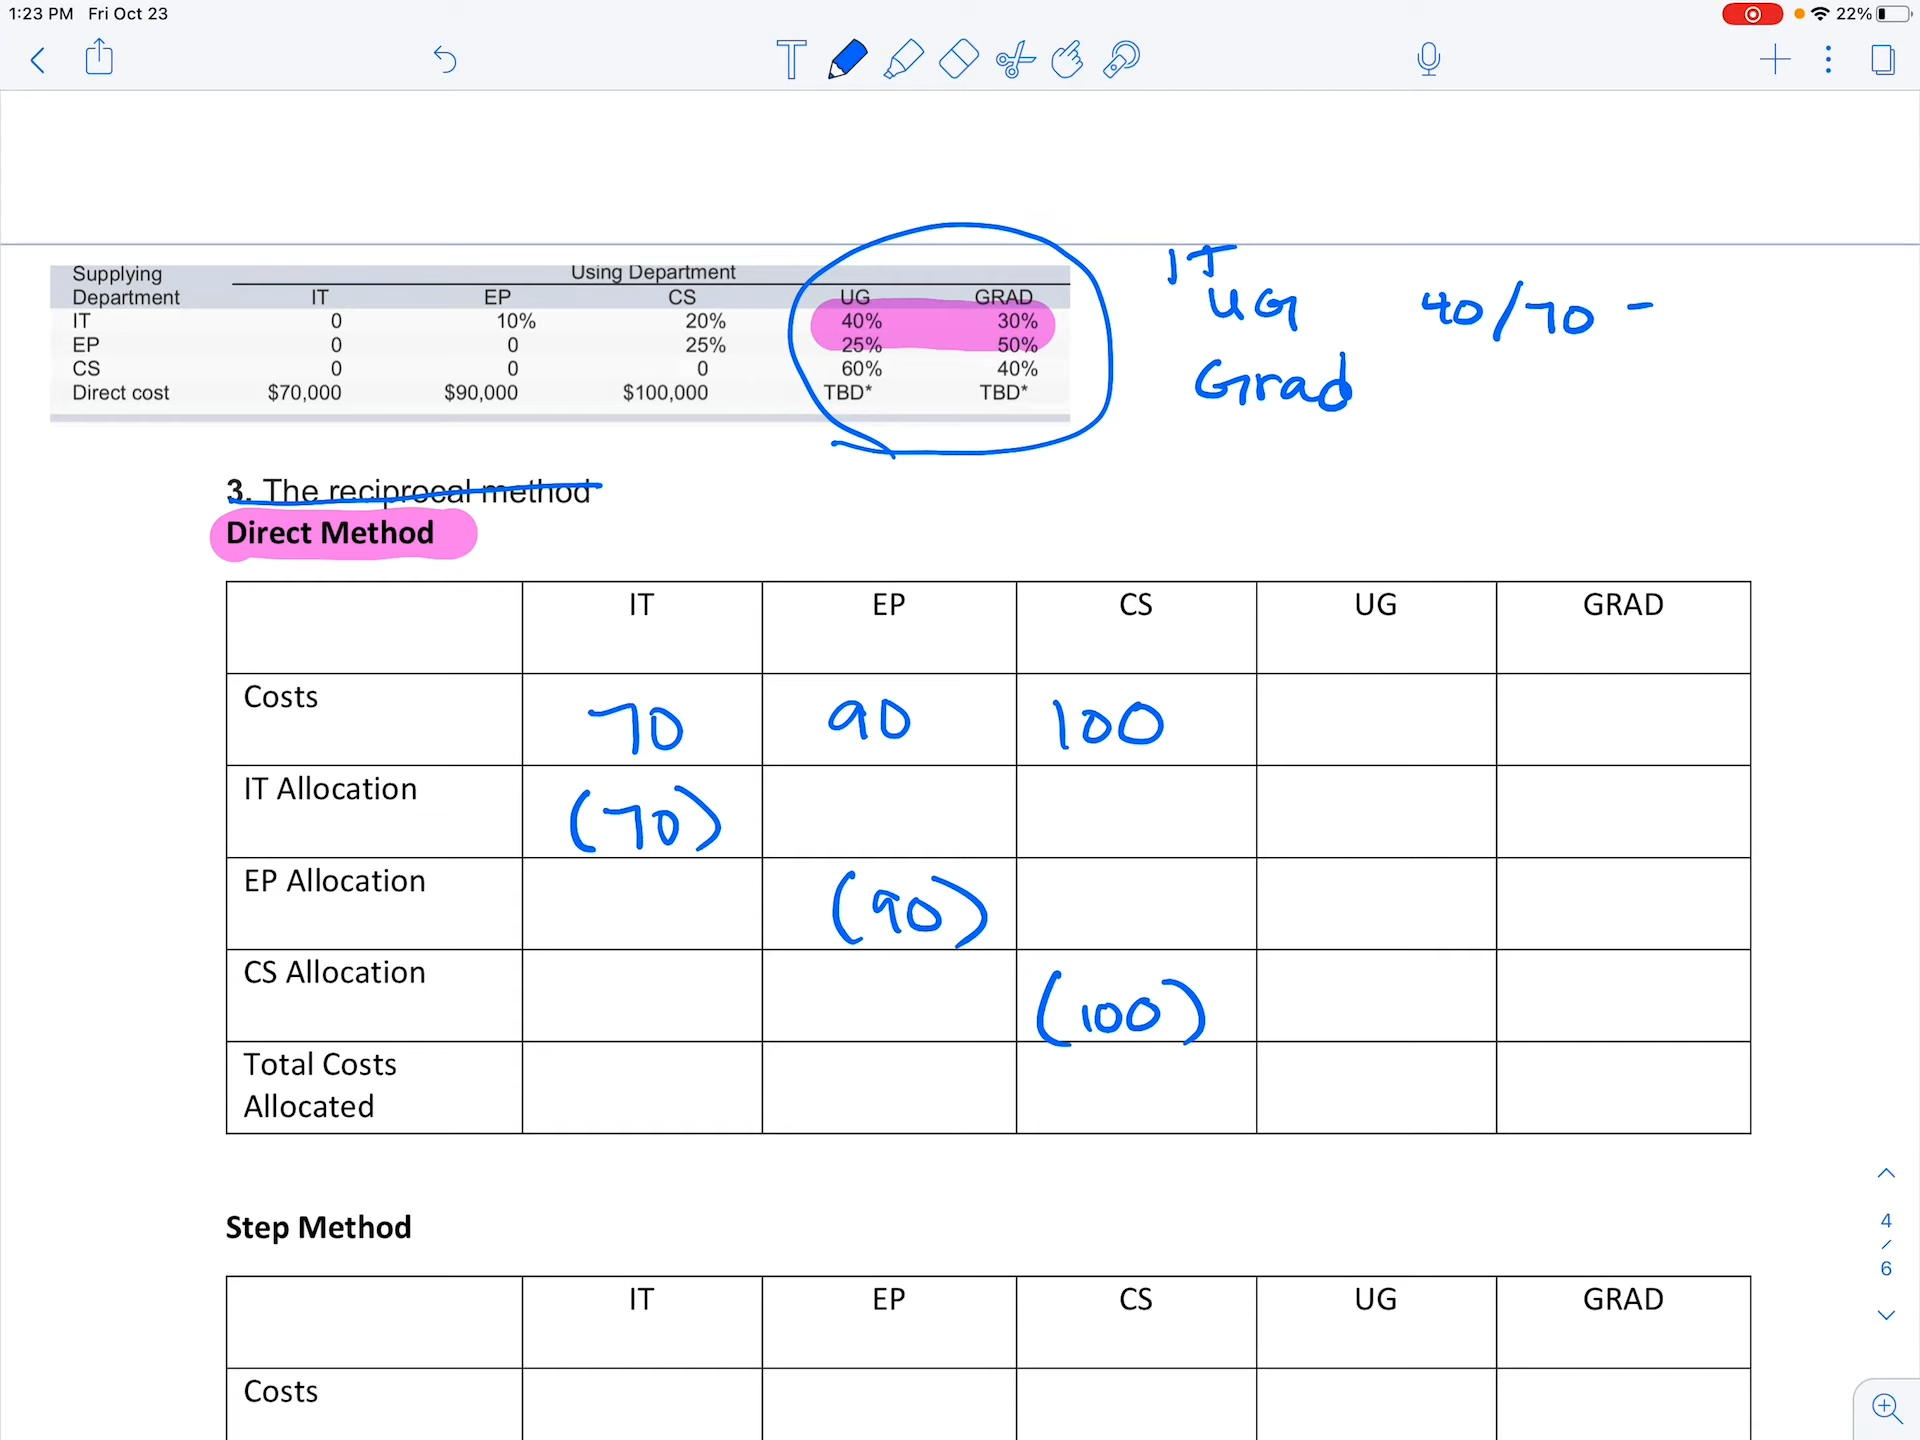 1:23 PM Fri Oct 23
22%
Supplying Using Department
Department IT EP CS UG GRAD
IT 0 10% 20% 40% 30%
EP 0 0 25% 25% 50%
CS 0 0 0 60% 40%
Direct cost $70,000 $90,000 $100,000 TBD* TBD*
IT
UG 40/70 -
Grad
3. The reciprocal method
Direct Method
IT EP CS UG GRAD
Costs 70 90 100
IT Allocation (70)
EP Allocation (90)
CS Allocation (100)
Total Costs
Allocated
Step Method
IT EP CS UG GRAD
Costs
4
/
6